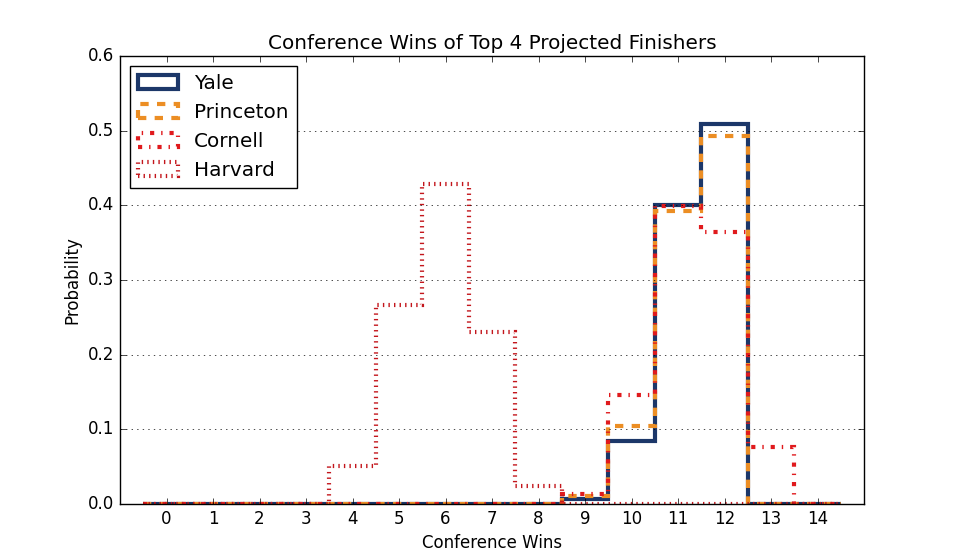 Conference Wins of Top 4 Projected Finishers
0.6
0.5
0.4
0.3
0.2
0.1
0.0
Probability
Yale
Princeton
Cornell
Harvard
0 1 2 3 4 5 6 7 8 9 10 11 12 13 14
Conference Wins